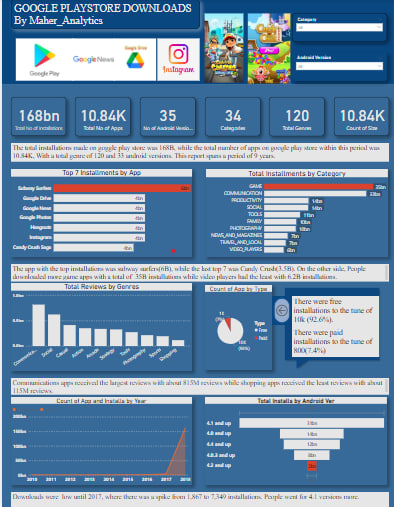 GOOGLE PLAYSTORE DOWNLOADS
By Maher_Analytics
Category
All
Android Version
All
Google Play
Google News
Google Drive
Instagram
168bn
Total No of Installations
10.84K
Total No of Apps
35
No of Android Versio...
34
Categories
120
Total Genres
10.84K
Count of Size
The total installations made on google play store was 168B, while the total number of apps on google play store within this period was
10.84K. With a total genre of 120 and 33 android versions. This report spans a period of 9 years.
Top 7 Installments by App
Subway Surfers
6bn
Google Drive
4bn
Google News
4bn
Google Photos
4bn
Hangouts
4bn
Instagram
4bn
Candy Crush Saga
4bn
Total Installements by Category
GAME
35bn
COMMUNICATION
33bn
PRODUCTIVITY
14bn
SOCIAL
14bn
TOOLS
11bn
FAMILY
10bn
PHOTOGRAPHY
10bn
NEWS_AND_MAGAZINES
7bn
TRAVEL_AND_LOCAL
7bn
VIDEO_PLAYERS
6bn
The app with the top installations was subway surfers(6B), while the last top 7 was Candy Crush(3.5B). On the other side, People
downloaded more game apps with a total of 35B installations while video players had the least with 6.2B installations.
Total Reviews by Genres
1.0bn
0.5bn
0.0bn
Communica...
Social
Casual
Action
Arcade
Strategy
Tools
Photography
Sports
Shopping
Count of App by Type
1K
(7%)
10K
(93%)
Type
Free
Paid
There were free
installations to the tune of
10k (92.6%).
There were paid
installations to the tune of
800(7.4%)
Communications apps received the largest reviews with about 815M reviews while shopping apps received the least reviews with about
115M reviews.
Count of App and Installs by Year
200bn
150bn
100bn
50bn
0bn
2010
2011
2012
2013
2014
2015
2016
2017
2018
Total Installs by Android Ver
4.1 and up
4.0 and up
14bn
4.4 and up
12bn
4.0.3 and up
4.2 and up
Downloads were low until 2017, where there was a spike from 1,867 to 7,349 installations. People went for 4.1 versions more.